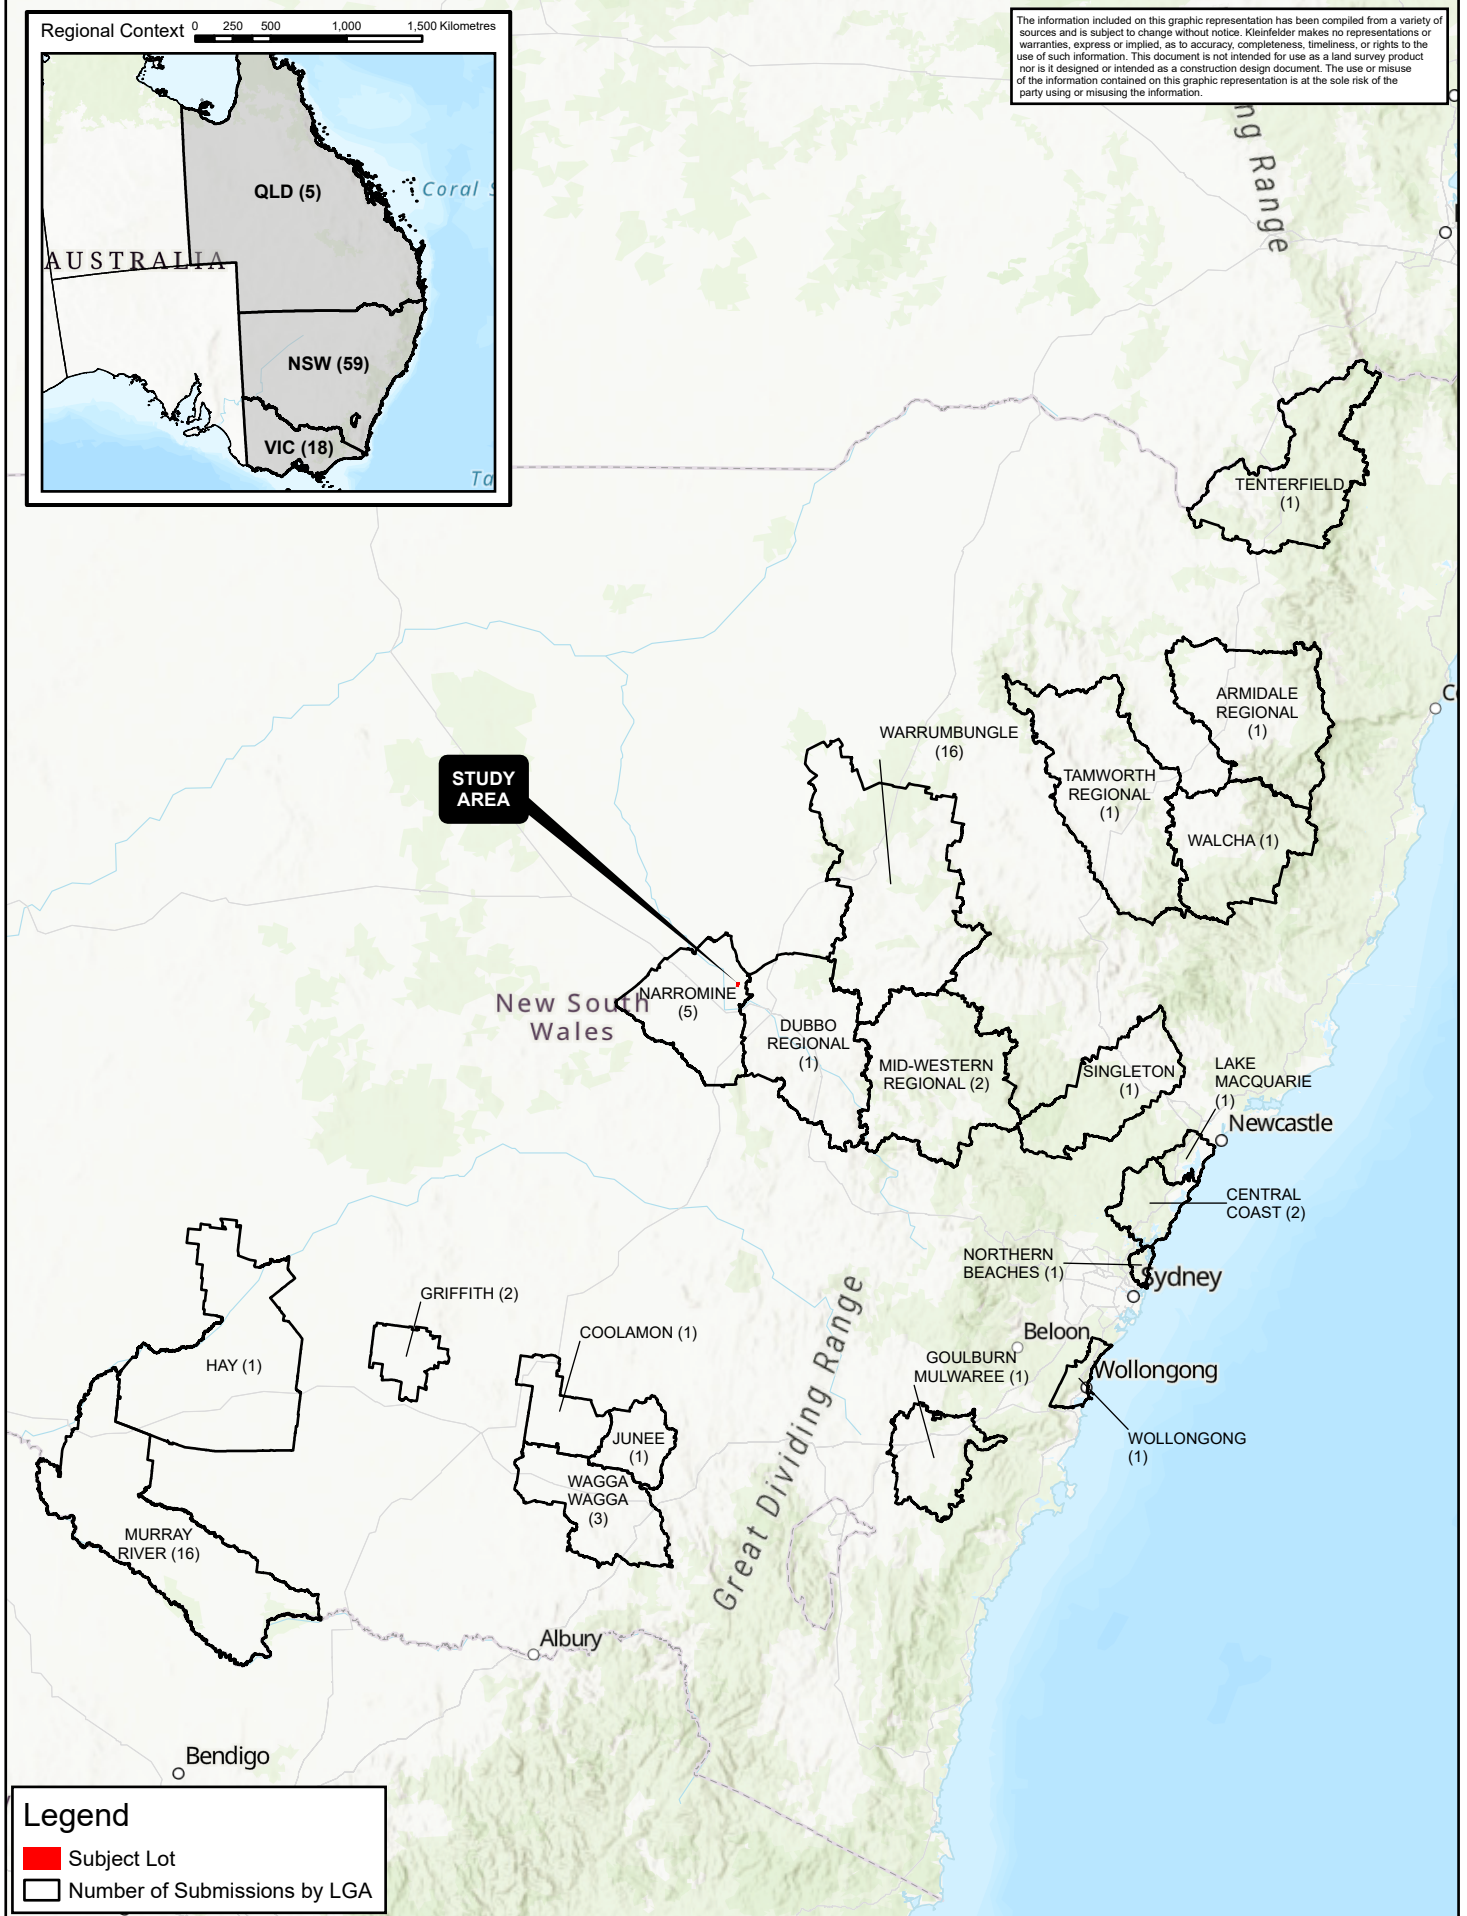 Regional Context
0 250 500 1,000 1,500 Kilometres
QLD (5)
Coral
AUSTRALIA
NSW (59)
VIC (18)
The information included on this graphic representation has been compiled from a variety of
sources and is subject to change without notice. Kleinfelder makes no representations or
warranties, express or implied, as to accuracy, completeness, timeliness, or rights to the
use of such information. This document is not intended for use as a land survey product
nor is it designed or intended as a construction design document. The use or misuse
of the information contained on this graphic representation is at the sole risk of the
party using or misusing the information.
ng Range
TENTERFIELD
(1)
ARMIDALE
REGIONAL
(1)
WARRUMBUNGLE
(16)
TAMWORTH
REGIONAL
(1)
STUDY
AREA
WALCHA (1)
New South
Wales
NARROMINE
(5)
DUBBO
REGIONAL
(1)
MID-WESTERN
REGIONAL (2)
SINGLETON
(1)
LAKE
MACQUARIE
(1)
Newcastle
CENTRAL
COAST (2)
NORTHERN
BEACHES (1)
Sydney
GRIFFITH (2)
COOLAMON (1)
Beloon
HAY (1)
GOULBURN
MULWAREE (1)
Wollongong
WOLLONGONG
(1)
JUNEE
(1)
WAGGA
WAGGA
(3)
Great Dividing Range
MURRAY
RIVER (16)
Albury
Bendigo
Legend
Subject Lot
Number of Submissions by LGA